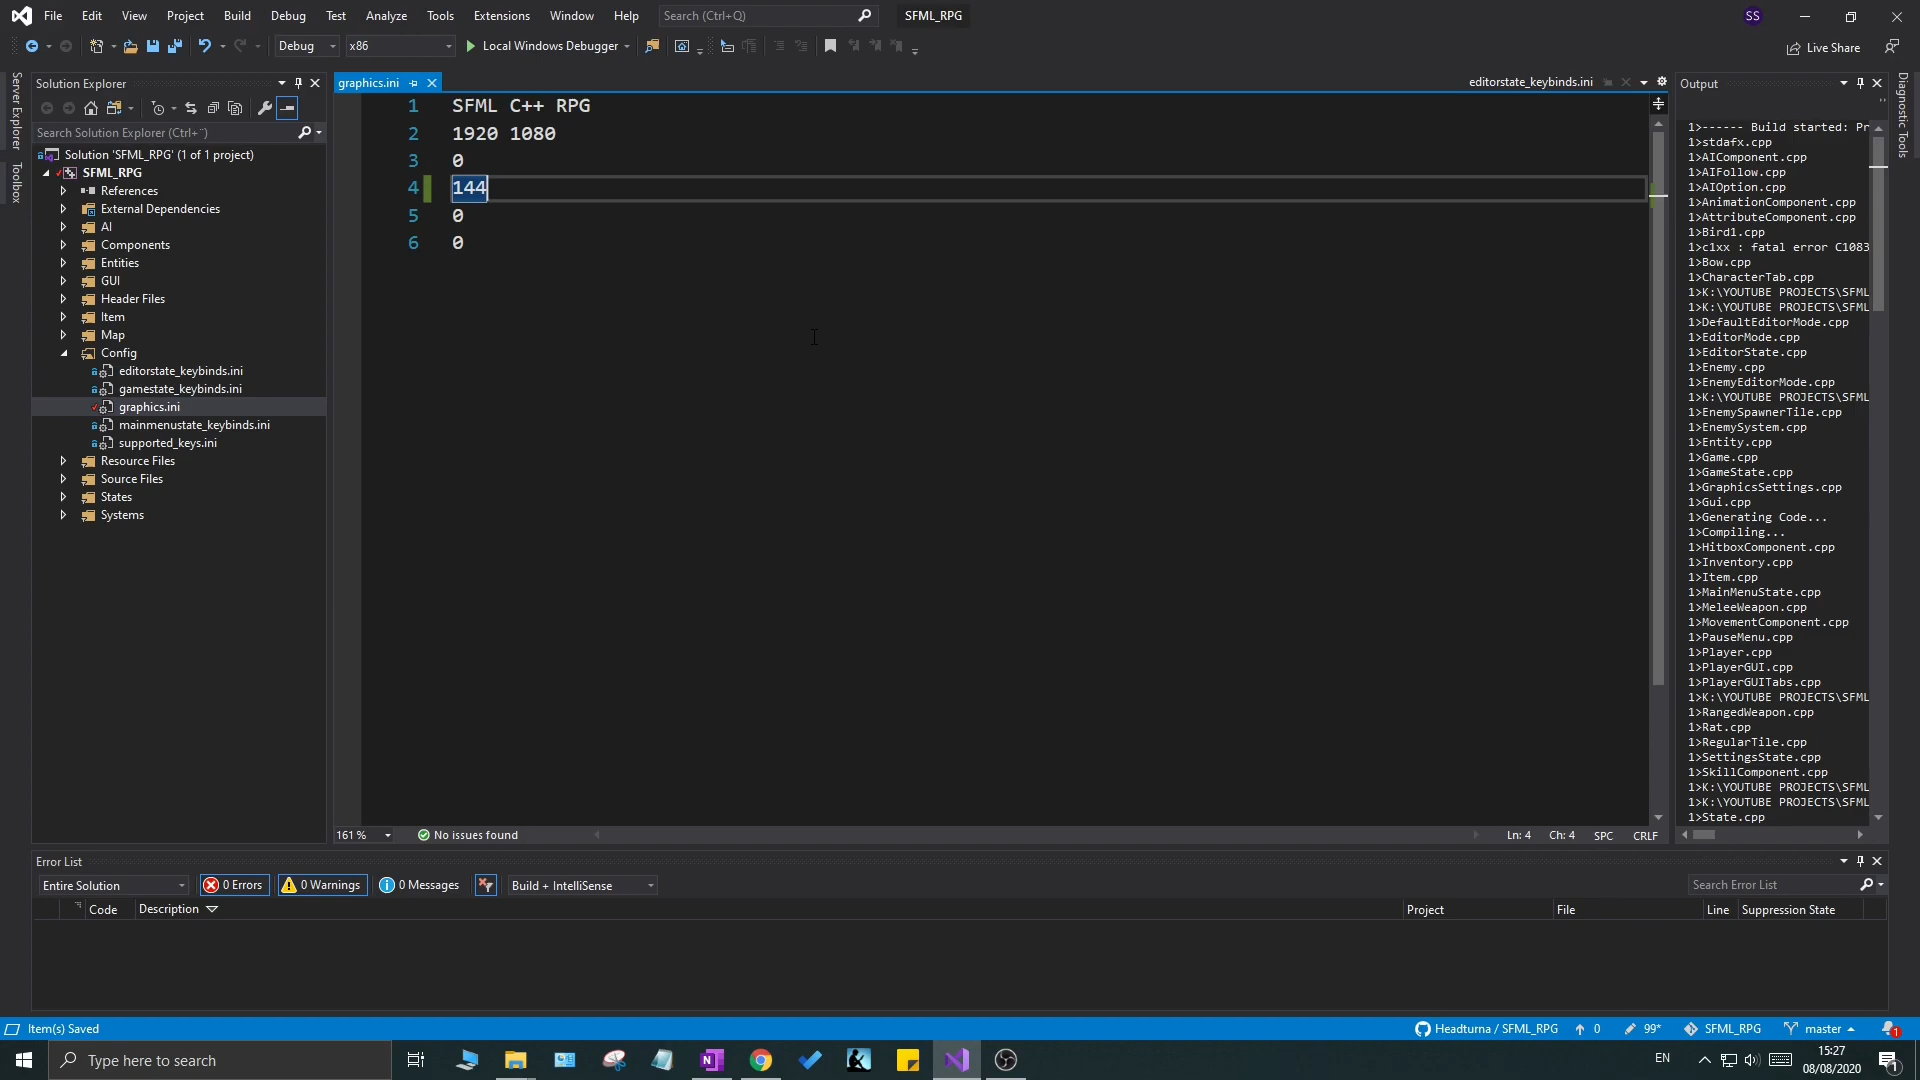 File Edit View Project Build Debug Test Analyze Tools Extensions Window Help Search (Ctrl+Q) SFML_RPG SS
Debug x86 Local Windows Debugger Live Share
Server Explorer
Toolbox
Solution Explorer
Search Solution Explorer (Ctrl+¨)
Solution 'SFML_RPG' (1 of 1 project)
SFML_RPG
References
External Dependencies
AI
Components
Entities
GUI
Header Files
Item
Map
Config
editorstate_keybinds.ini
gamestate_keybinds.ini
graphics.ini
mainmenustate_keybinds.ini
supported_keys.ini
Resource Files
Source Files
States
Systems
graphics.ini editorstate_keybinds.ini
1 SFML C++ RPG
2 1920 1080
3 0
4 144
5 0
6 0
161 % No issues found Ln: 4 Ch: 4 SPC CRLF
Output
1>------ Build started: Pr
1>stdafx.cpp
1>AIComponent.cpp
1>AIFollow.cpp
1>AIOption.cpp
1>AnimationComponent.cpp
1>AttributeComponent.cpp
1>Bird1.cpp
1>c1xx : fatal error C1083
1>Bow.cpp
1>CharacterTab.cpp
1>K:\YOUTUBE PROJECTS\SFML
1>K:\YOUTUBE PROJECTS\SFML
1>DefaultEditorMode.cpp
1>EditorMode.cpp
1>EditorState.cpp
1>Enemy.cpp
1>EnemyEditorMode.cpp
1>K:\YOUTUBE PROJECTS\SFML
1>EnemySpawnerTile.cpp
1>EnemySystem.cpp
1>Entity.cpp
1>Game.cpp
1>GameState.cpp
1>GraphicsSettings.cpp
1>Gui.cpp
1>Generating Code...
1>Compiling...
1>HitboxComponent.cpp
1>Inventory.cpp
1>Item.cpp
1>MainMenuState.cpp
1>MeleeWeapon.cpp
1>MovementComponent.cpp
1>PauseMenu.cpp
1>Player.cpp
1>PlayerGUI.cpp
1>PlayerGUITabs.cpp
1>K:\YOUTUBE PROJECTS\SFML
1>RangedWeapon.cpp
1>Rat.cpp
1>RegularTile.cpp
1>SettingsState.cpp
1>SkillComponent.cpp
1>K:\YOUTUBE PROJECTS\SFML
1>K:\YOUTUBE PROJECTS\SFML
1>State.cpp
Diagnostic Tools
Error List
Entire Solution 0 Errors 0 Warnings 0 Messages Build + IntelliSense Search Error List
Code Description Project File Line Suppression State
Item(s) Saved Headturna / SFML_RPG 0 99* SFML_RPG master 1
Type here to search EN 15:27
08/08/2020 1